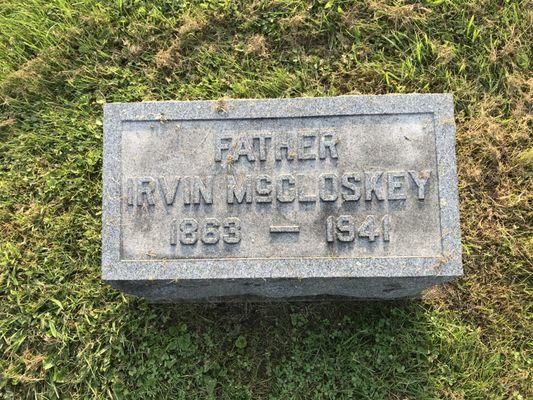 FATHER
IRVIN McCLOSKEY
1863 — 1941